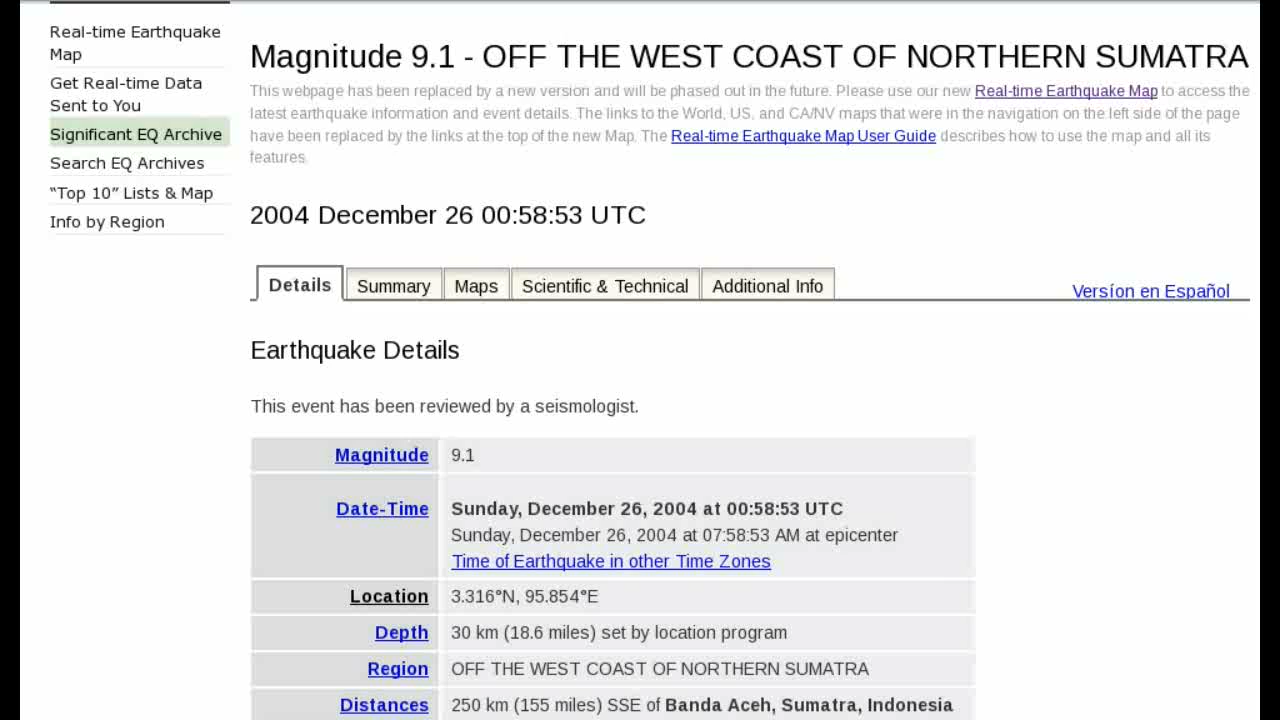 Real-time Earthquake
Map
Get Real-time Data
Sent to You
Significant EQ Archive
Search EQ Archives
“Top 10” Lists & Map
Info by Region
Magnitude 9.1 - OFF THE WEST COAST OF NORTHERN SUMATRA
This webpage has been replaced by a new version and will be phased out in the future. Please use our new Real-time Earthquake Map to access the
latest earthquake information and event details. The links to the World, US, and CA/NV maps that were in the navigation on the left side of the page
have been replaced by the links at the top of the new Map. The Real-time Earthquake Map User Guide describes how to use the map and all its
features.
2004 December 26 00:58:53 UTC
Details Summary Maps Scientific & Technical Additional Info Versíon en Español
Earthquake Details
This event has been reviewed by a seismologist.
Magnitude 9.1
Date-Time Sunday, December 26, 2004 at 00:58:53 UTC
Sunday, December 26, 2004 at 07:58:53 AM at epicenter
Time of Earthquake in other Time Zones
Location 3.316°N, 95.854°E
Depth 30 km (18.6 miles) set by location program
Region OFF THE WEST COAST OF NORTHERN SUMATRA
Distances 250 km (155 miles) SSE of Banda Aceh, Sumatra, Indonesia